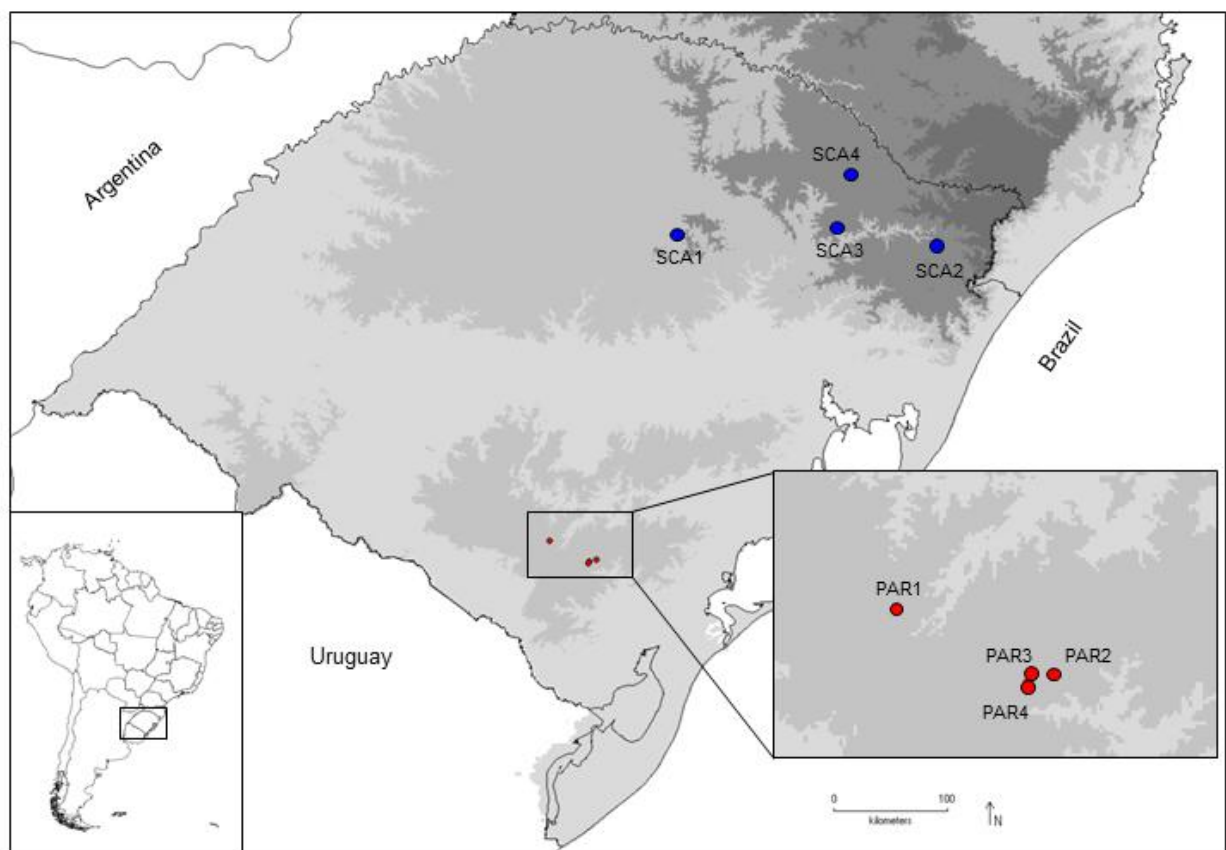 Argentina
SCA4
SCA1
SCA3
SCA2
Brazil
Uruguay
PAR1
PAR3
PAR2
PAR4
0
100
kilometers
N